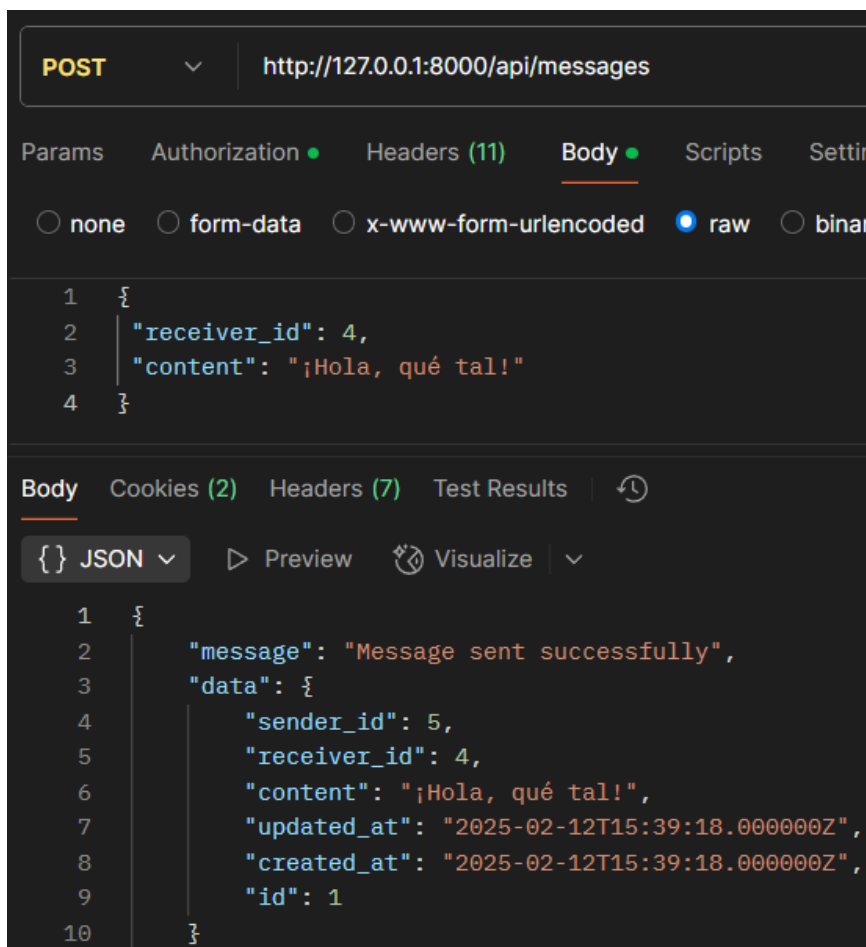 POST http://127.0.0.1:8000/api/messages
Params Authorization Headers (11) Body Scripts Settin
none form-data x-www-form-urlencoded raw binar
1 {
2 "receiver_id": 4,
3 "content": "¡Hola, qué tal!"
4 }
Body Cookies (2) Headers (7) Test Results
{} JSON Preview Visualize
1 {
2 "message": "Message sent successfully",
3 "data": {
4 "sender_id": 5,
5 "receiver_id": 4,
6 "content": "¡Hola, qué tal!",
7 "updated_at": "2025-02-12T15:39:18.000000Z",
8 "created_at": "2025-02-12T15:39:18.000000Z",
9 "id": 1
10 }